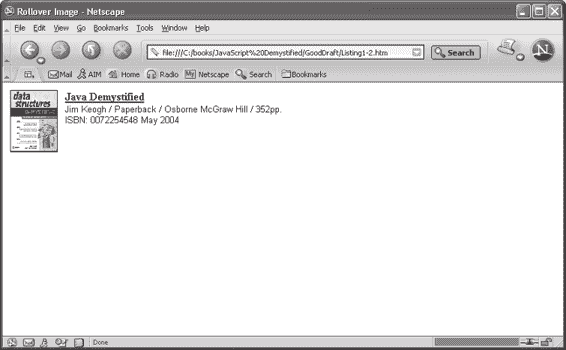 Rollover Image - Netscape
File Edit View Go Bookmarks Tools Window Help
file:///C:/books/JavaScript%20Demystified/GoodDraft/Listing1-2.htm Search
Mail AIM Home Radio Netscape Search Bookmarks
data
structures
Java Demystified
Jim Keogh / Paperback / Osborne McGraw Hill / 352pp.
ISBN: 0072254548 May 2004
Done